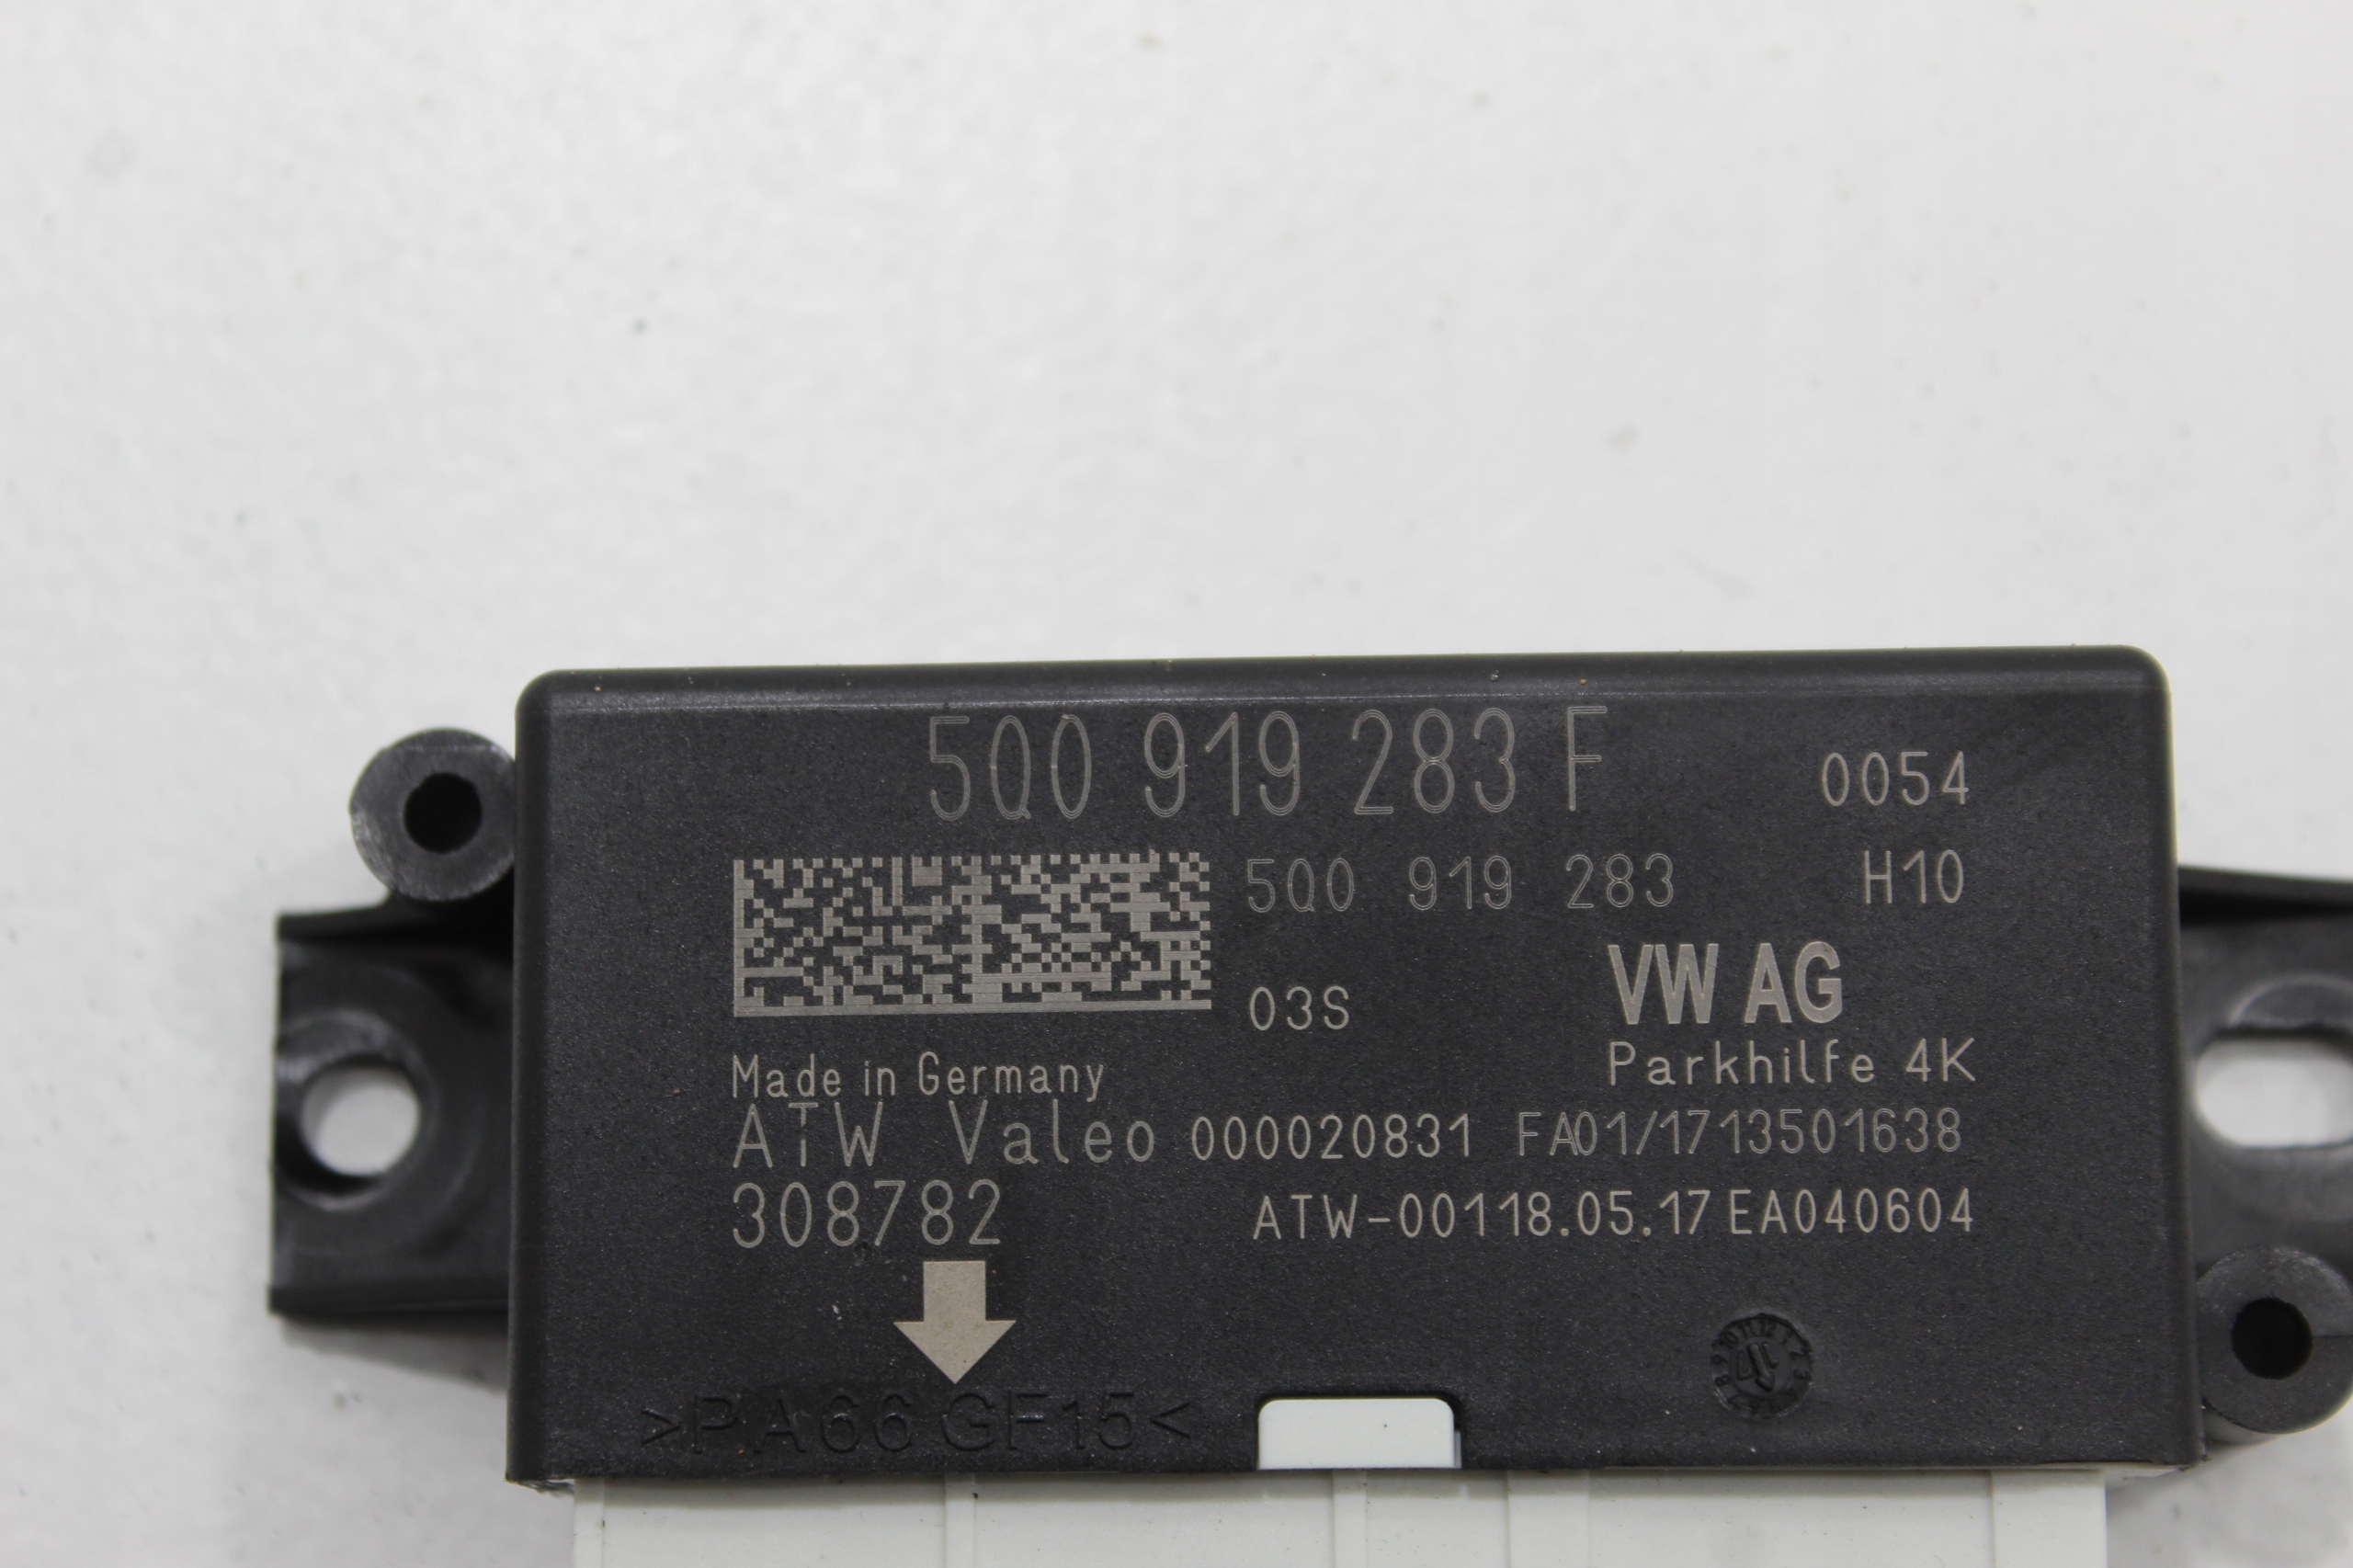 5Q0 919 283 F
0054
5Q0 919 283
H10
03S
VW AG
Parkhilfe 4K
Made in Germany
ATW Valeo 000020831 FA01/1713501638
308782
ATW-00118.05.17 EA040604
>PA66 GF15<